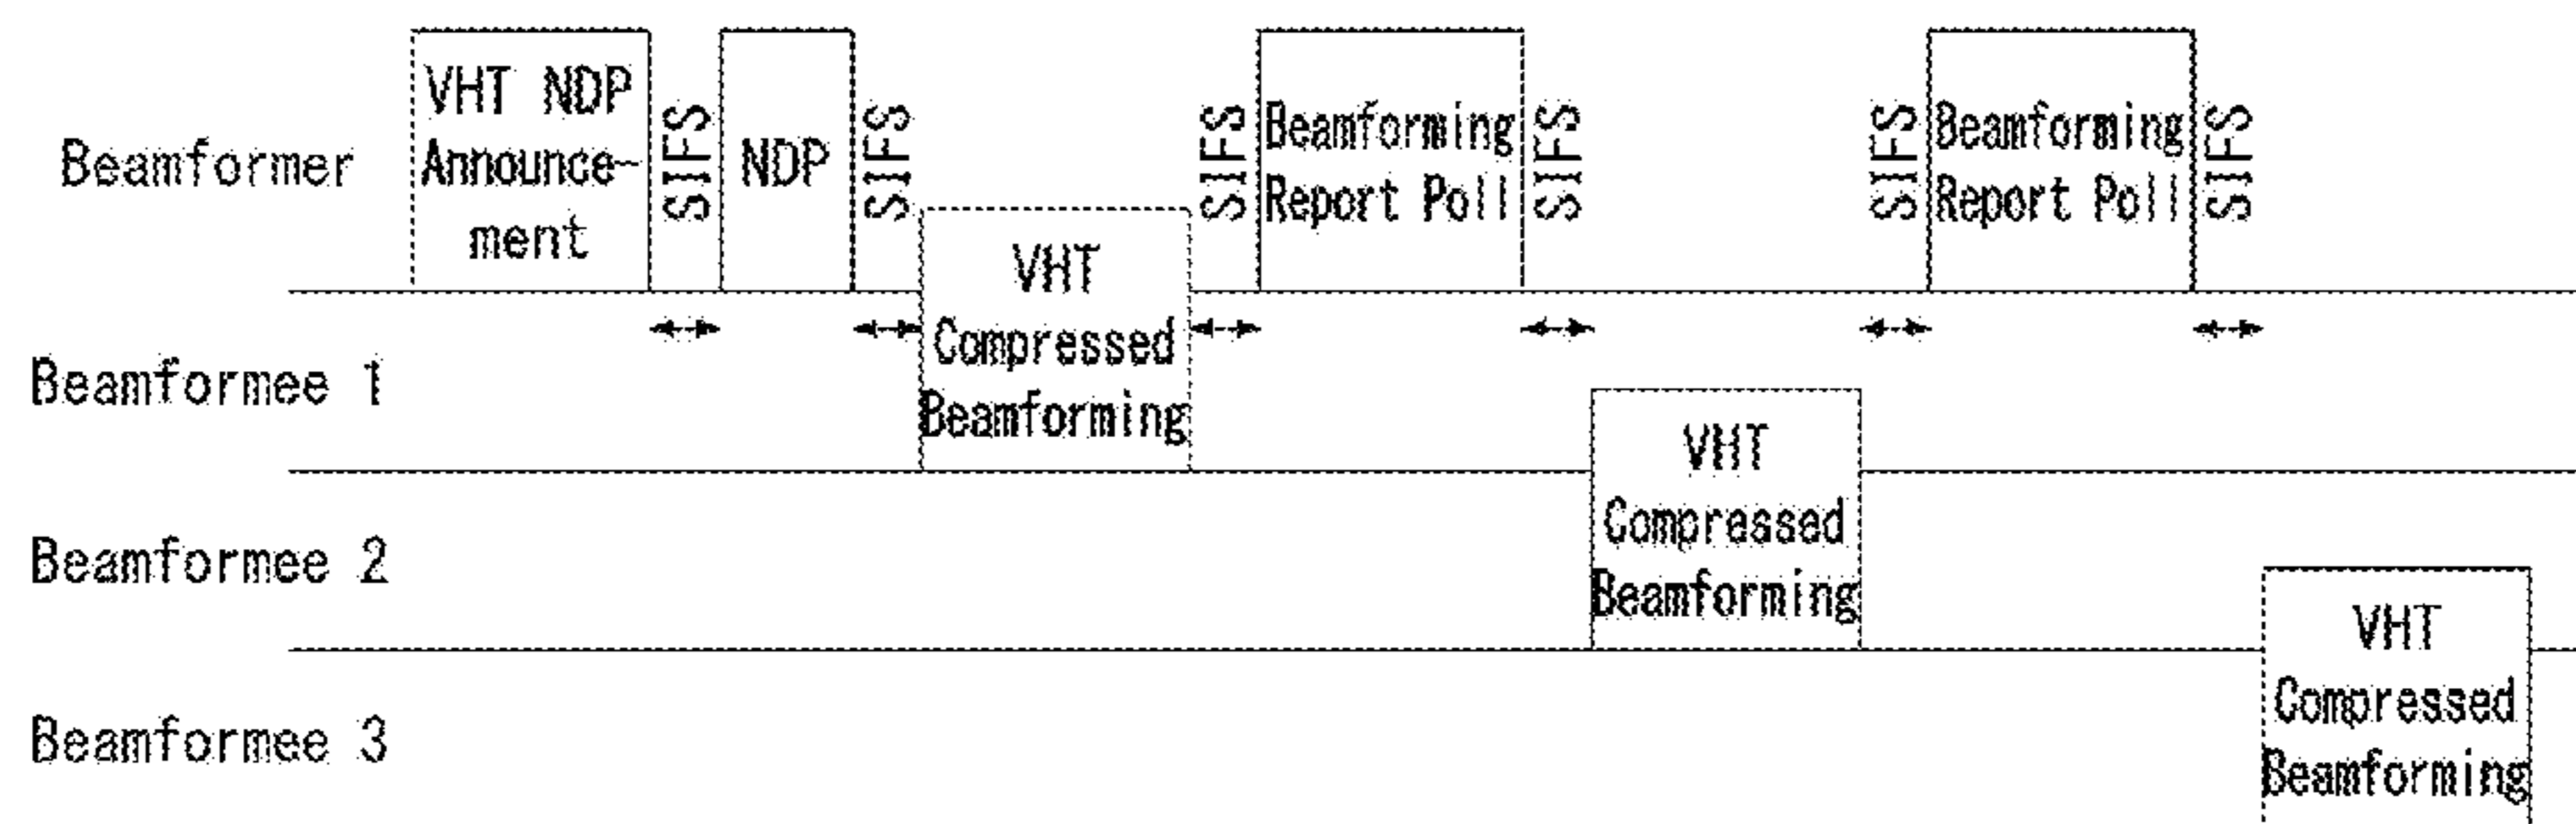 Beamformer
VHT NDP
Announce-
ment
SIFS
NDP
SIFS
SIFS
Beamforming
Report Poll
SIFS
SIFS
Beamforming
Report Poll
SIFS
Beamformee 1
VHT
Compressed
Beamforming
Beamformee 2
VHT
Compressed
Beamforming
Beamformee 3
VHT
Compressed
Beamforming